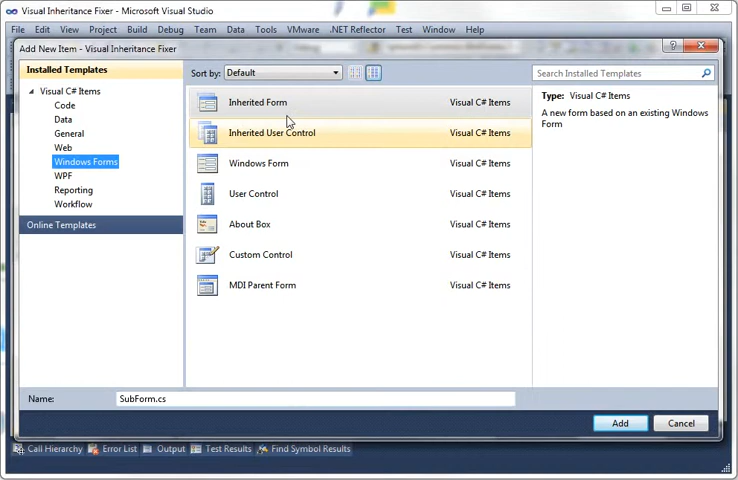 Visual Inheritance Fixer - Microsoft Visual Studio
File Edit View Project Build Debug Team Data Tools VMware .NET Reflector Test Window Help
Add New Item - Visual Inheritance Fixer
Installed Templates
Sort by: Default
Search Installed Templates
Visual C# Items
Code
Data
General
Web
Windows Forms
WPF
Reporting
Workflow
Online Templates
Inherited Form Visual C# Items
Inherited User Control Visual C# Items
Windows Form Visual C# Items
User Control Visual C# Items
About Box Visual C# Items
Custom Control Visual C# Items
MDI Parent Form Visual C# Items
Type: Visual C# Items
A new form based on an existing Windows
Form
Name: SubForm.cs
Add Cancel
Call Hierarchy Error List Output Test Results Find Symbol Results